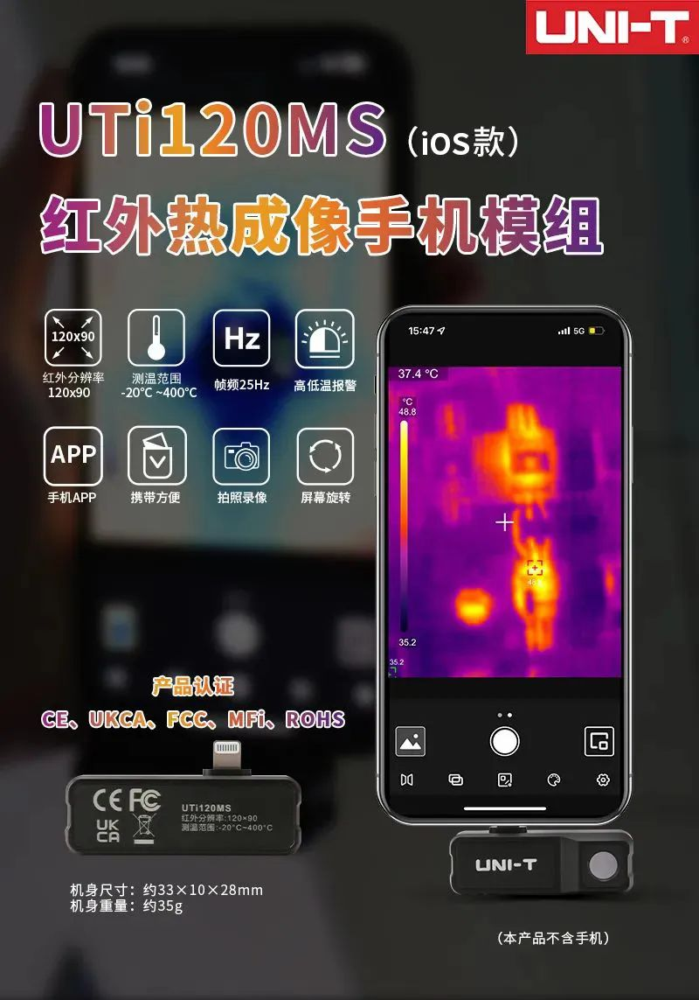 UNI-T®
UTi120MS（ios款）
红外热成像手机模组
120x90
红外分辨率
120x90
测温范围
-20℃ ~400℃
Hz
帧频25Hz
高低温报警
APP
手机APP
携带方便
拍照录像
屏幕旋转
15:47
5G
37.4 ℃
℃
48.8
35.2
35.2
产品认证
CE、UKCA、FCC、MFi、ROHS
CE FC
UK
CA
UTi120MS
红外分辨率:120×90
测温范围:-20℃~400℃
UNI-T
机身尺寸：约33×10×28mm
机身重量：约35g
（本产品不含手机）